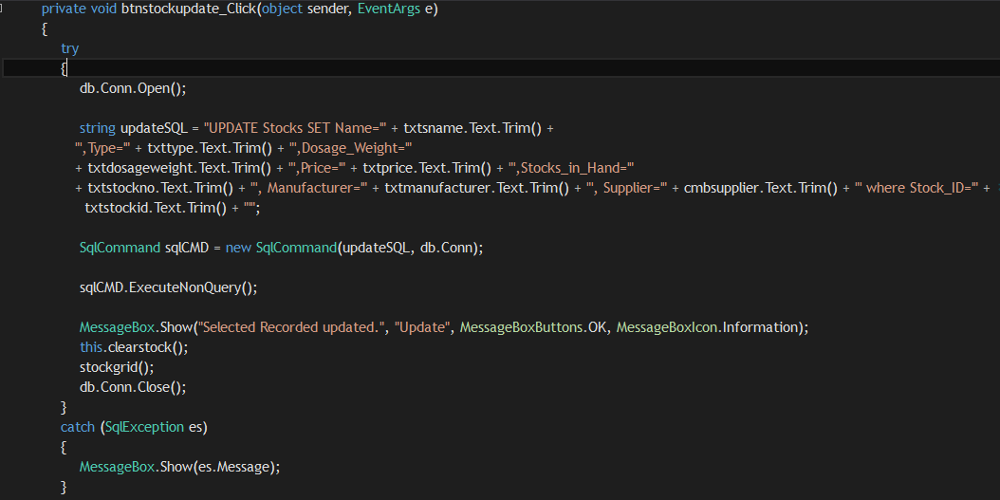 private void btnstockupdate_Click(object sender, EventArgs e)
{
try
{
db.Conn.Open();
string updateSQL = "UPDATE Stocks SET Name='" + txtsname.Text.Trim() +
"',Type='" + txttype.Text.Trim() + "',Dosage_Weight='"
+ txtdosageweight.Text.Trim() + "',Price='" + txtprice.Text.Trim() + "',Stocks_in_Hand='"
+ txtstockno.Text.Trim() + "', Manufacturer='" + txtmanufacturer.Text.Trim() + "', Supplier='" + cmbsupplier.Text.Trim() + "' where Stock_ID='" +
txtstockid.Text.Trim() + "'";
SqlCommand sqlCMD = new SqlCommand(updateSQL, db.Conn);
sqlCMD.ExecuteNonQuery();
MessageBox.Show("Selected Recorded updated.", "Update", MessageBoxButtons.OK, MessageBoxIcon.Information);
this.clearstock();
stockgrid();
db.Conn.Close();
}
catch (SqlException es)
{
MessageBox.Show(es.Message);
}